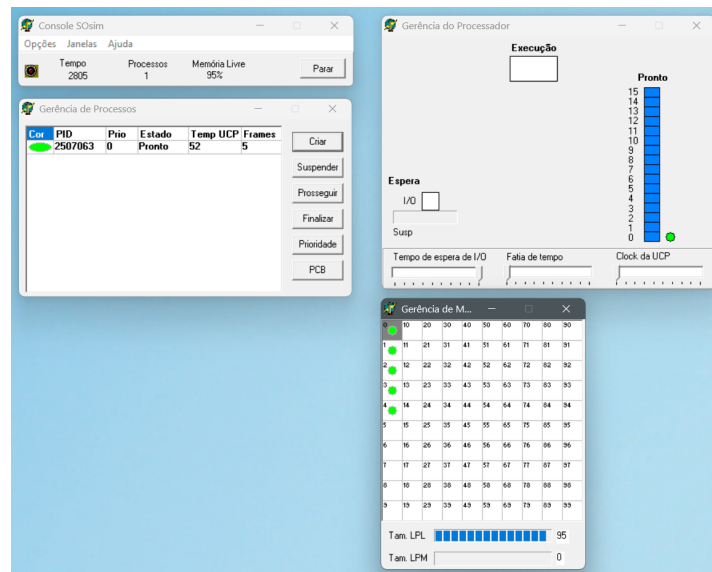 Console SOsim
Opções Janelas Ajuda
Tempo Processos Memória Livre
2805 1 95%
Parar
Gerência de Processos
Cor PID Prio Estado Temp UCP Frames
2507063 0 Pronto 52 5
Criar
Suspender
Prosseguir
Finalizar
Prioridade
PCB
Gerência do Processador
Execução
Pronto
15
14
13
12
11
10
9
8
7
6
5
4
3
2
1
0
Espera
I/O
Susp
Tempo de espera de I/O Fatia de tempo Clock da UCP
Gerência de M...
0 10 20 30 40 50 60 70 80 90
1 11 21 31 41 51 61 71 81 91
2 12 22 32 42 52 62 72 82 92
3 13 23 33 43 53 63 73 83 93
4 14 24 34 44 54 64 74 84 94
5 15 25 35 45 55 65 75 85 95
6 16 26 36 46 56 66 76 86 96
7 17 27 37 47 57 67 77 87 97
8 18 28 38 48 58 68 78 88 98
9 19 29 39 49 59 69 79 89 99
Tam. LPL 95
Tam. LPM 0